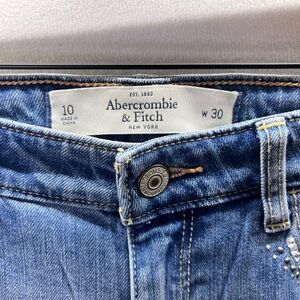 EST. 1892
Abercrombie
& Fitch
NEW YORK
10
MADE IN
CHINA
W 30